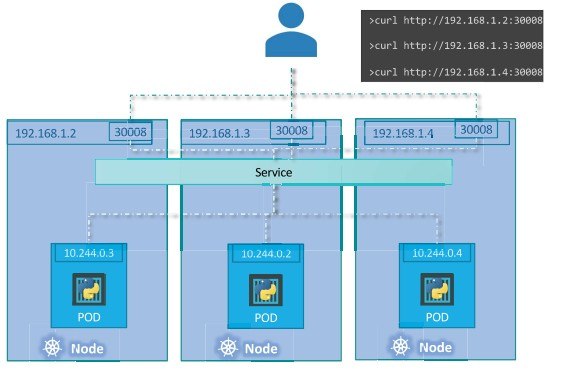 >curl http://192.168.1.2:30008
>curl http://192.168.1.3:30008
>curl http://192.168.1.4:30008
192.168.1.2
30008
192.168.1.3
30008
192.168.1.4
30008
Service
10.244.0.3
10.244.0.2
10.244.0.4
POD
POD
POD
Node
Node
Node